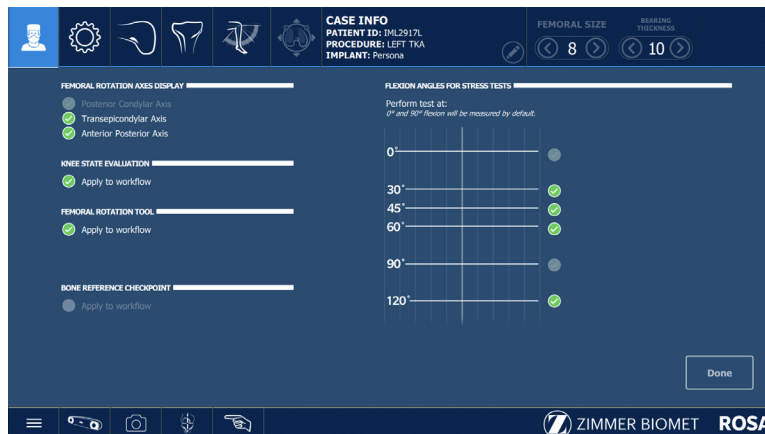 CASE INFO
PATIENT ID: IML2917L
PROCEDURE: LEFT TKA
IMPLANT: Persona
FEMORAL SIZE
8
BEARING
THICKNESS
10
FEMORAL ROTATION AXES DISPLAY
Posterior Condylar Axis
Transepicondylar Axis
Anterior Posterior Axis
KNEE STATE EVALUATION
Apply to workflow
FEMORAL ROTATION TOOL
Apply to workflow
BONE REFERENCE CHECKPOINT
Apply to workflow
FLEXION ANGLES FOR STRESS TESTS
Perform test at:
0° and 90° flexion will be measured by default.
0°
30°
45°
60°
90°
120°
Done
ZIMMER BIOMET
ROSA